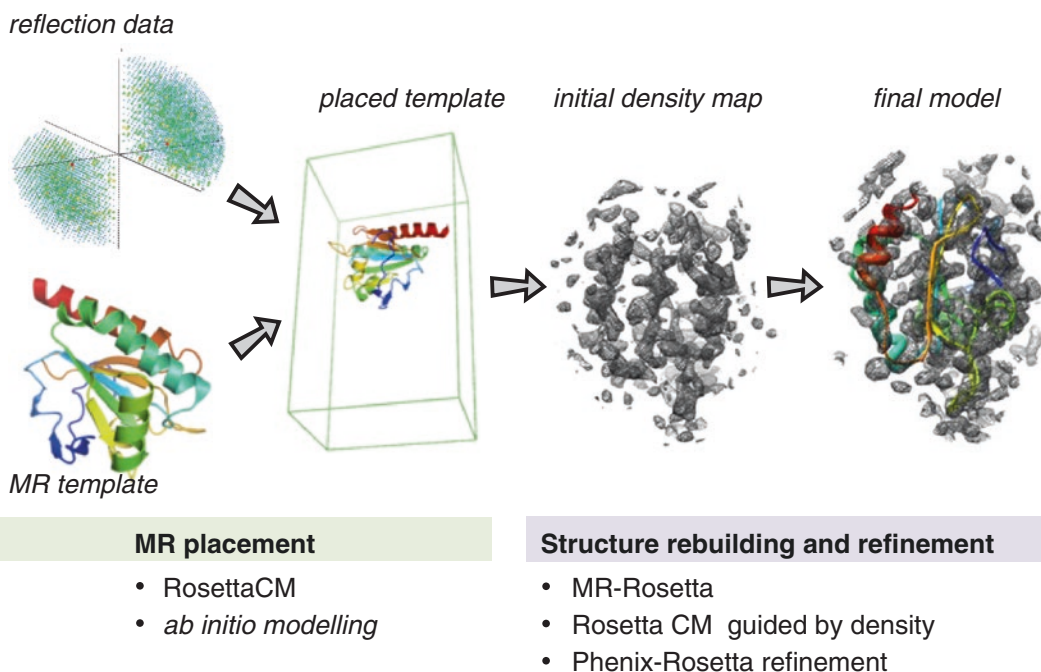 reflection data
placed template
initial density map
final model
MR template
MR placement
• RosettaCM
• ab initio modelling
Structure rebuilding and refinement
• MR-Rosetta
• Rosetta CM guided by density
• Phenix-Rosetta refinement